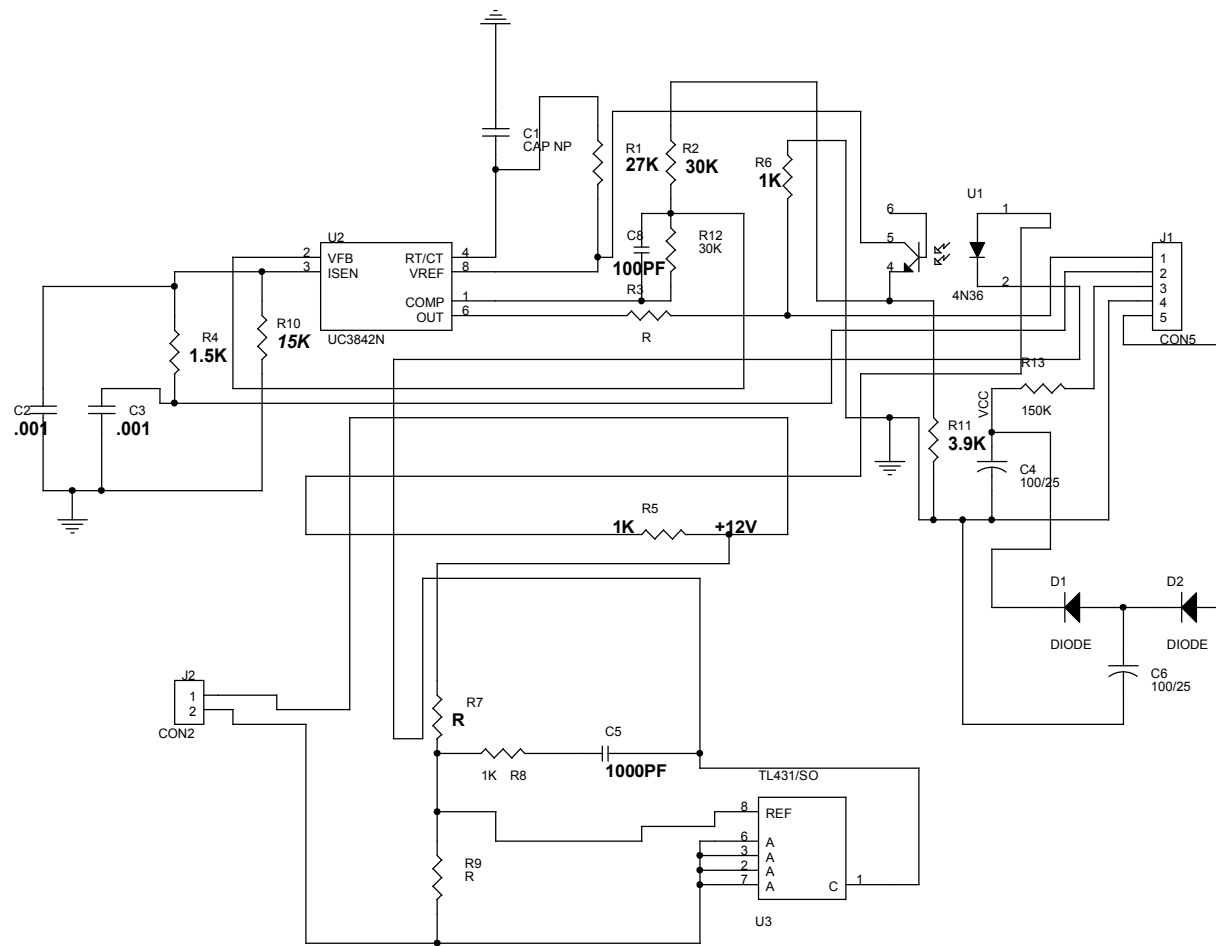 C1
CAP NP
R1
27K
R2
30K
R6
1K
U1
6
1
5
4
2
4N36
J1
1
2
3
4
5
CON5
C8
100PF
R12
30K
R3
R
U2
2
VFB
3
ISEN
RT/CT
4
VREF
8
COMP
1
OUT
6
UC3842N
R4
1.5K
R10
15K
C2
.001
C3
.001
R13
150K
VCC
R11
3.9K
C4
100/25
R5
1K
+12V
D1
DIODE
D2
DIODE
C6
100/25
J2
1
2
CON2
R7
R
C5
1000PF
1K
R8
TL431/SO
8
REF
6
A
3
A
2
A
7
A
C
1
U3
R9
R